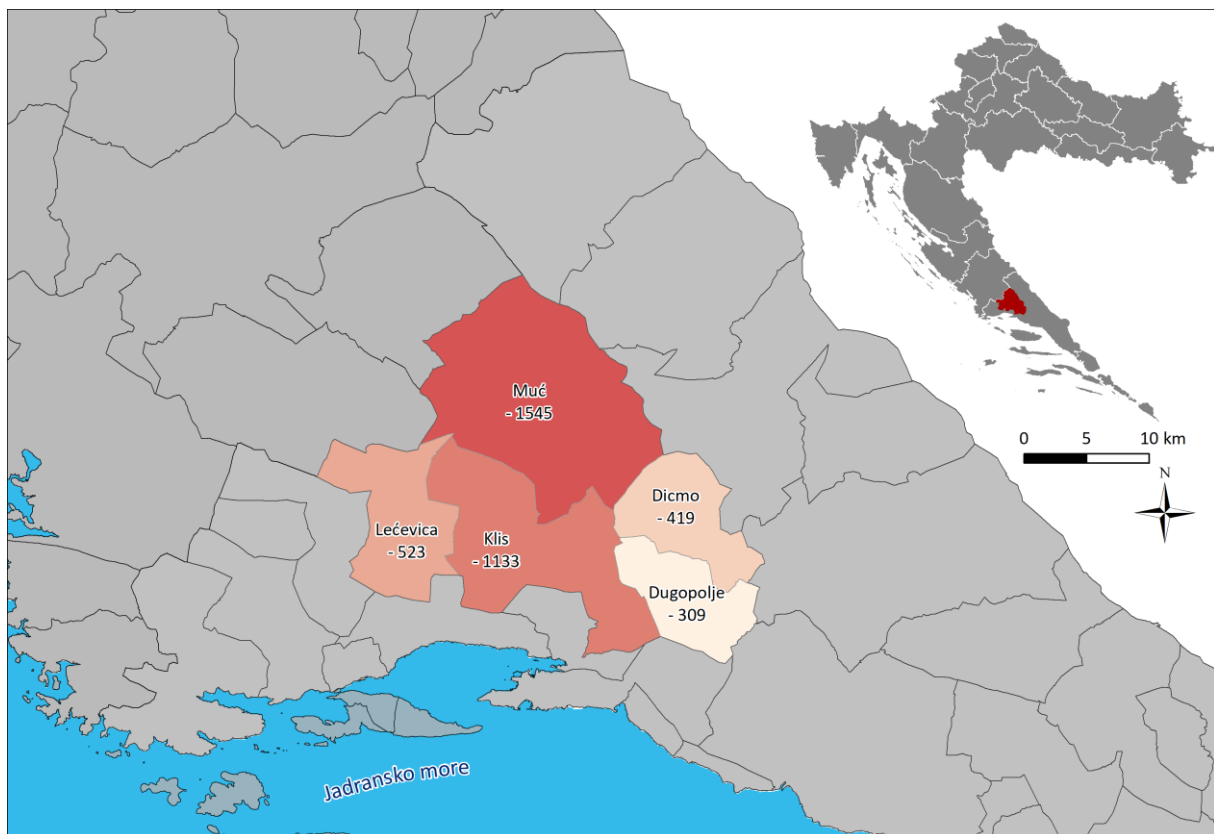 Muć
- 1545
0 5 10 km
N
Dicmo
- 419
Lećevica
- 523
Klis
- 1133
Dugopolje
- 309
Jadransko more